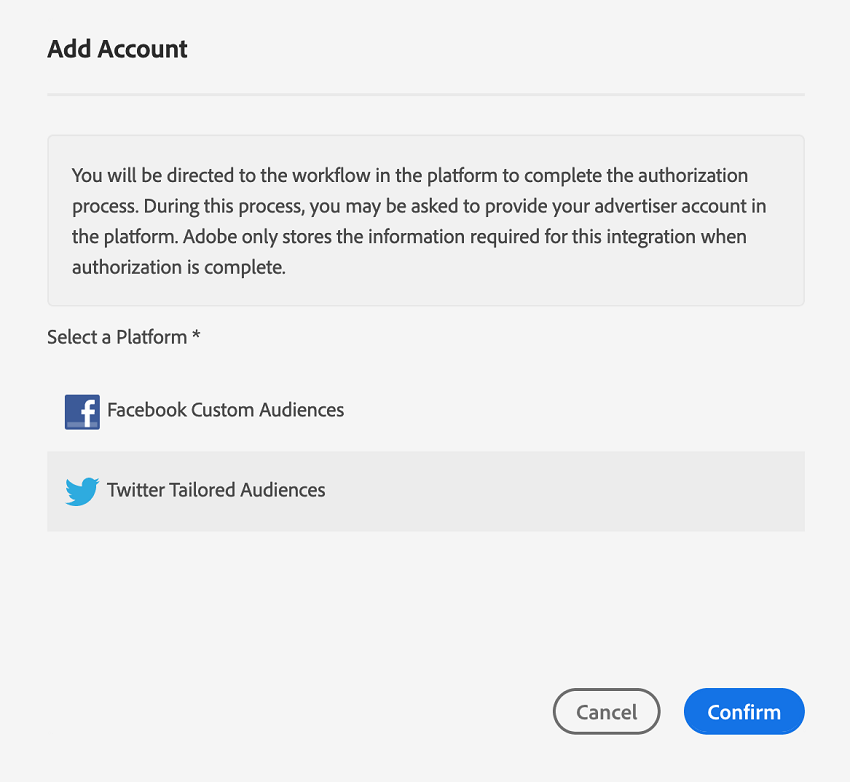 Add Account
You will be directed to the workflow in the platform to complete the authorization
process. During this process, you may be asked to provide your advertiser account in
the platform. Adobe only stores the information required for this integration when
authorization is complete.
Select a Platform *
Facebook Custom Audiences
Twitter Tailored Audiences
Cancel
Confirm